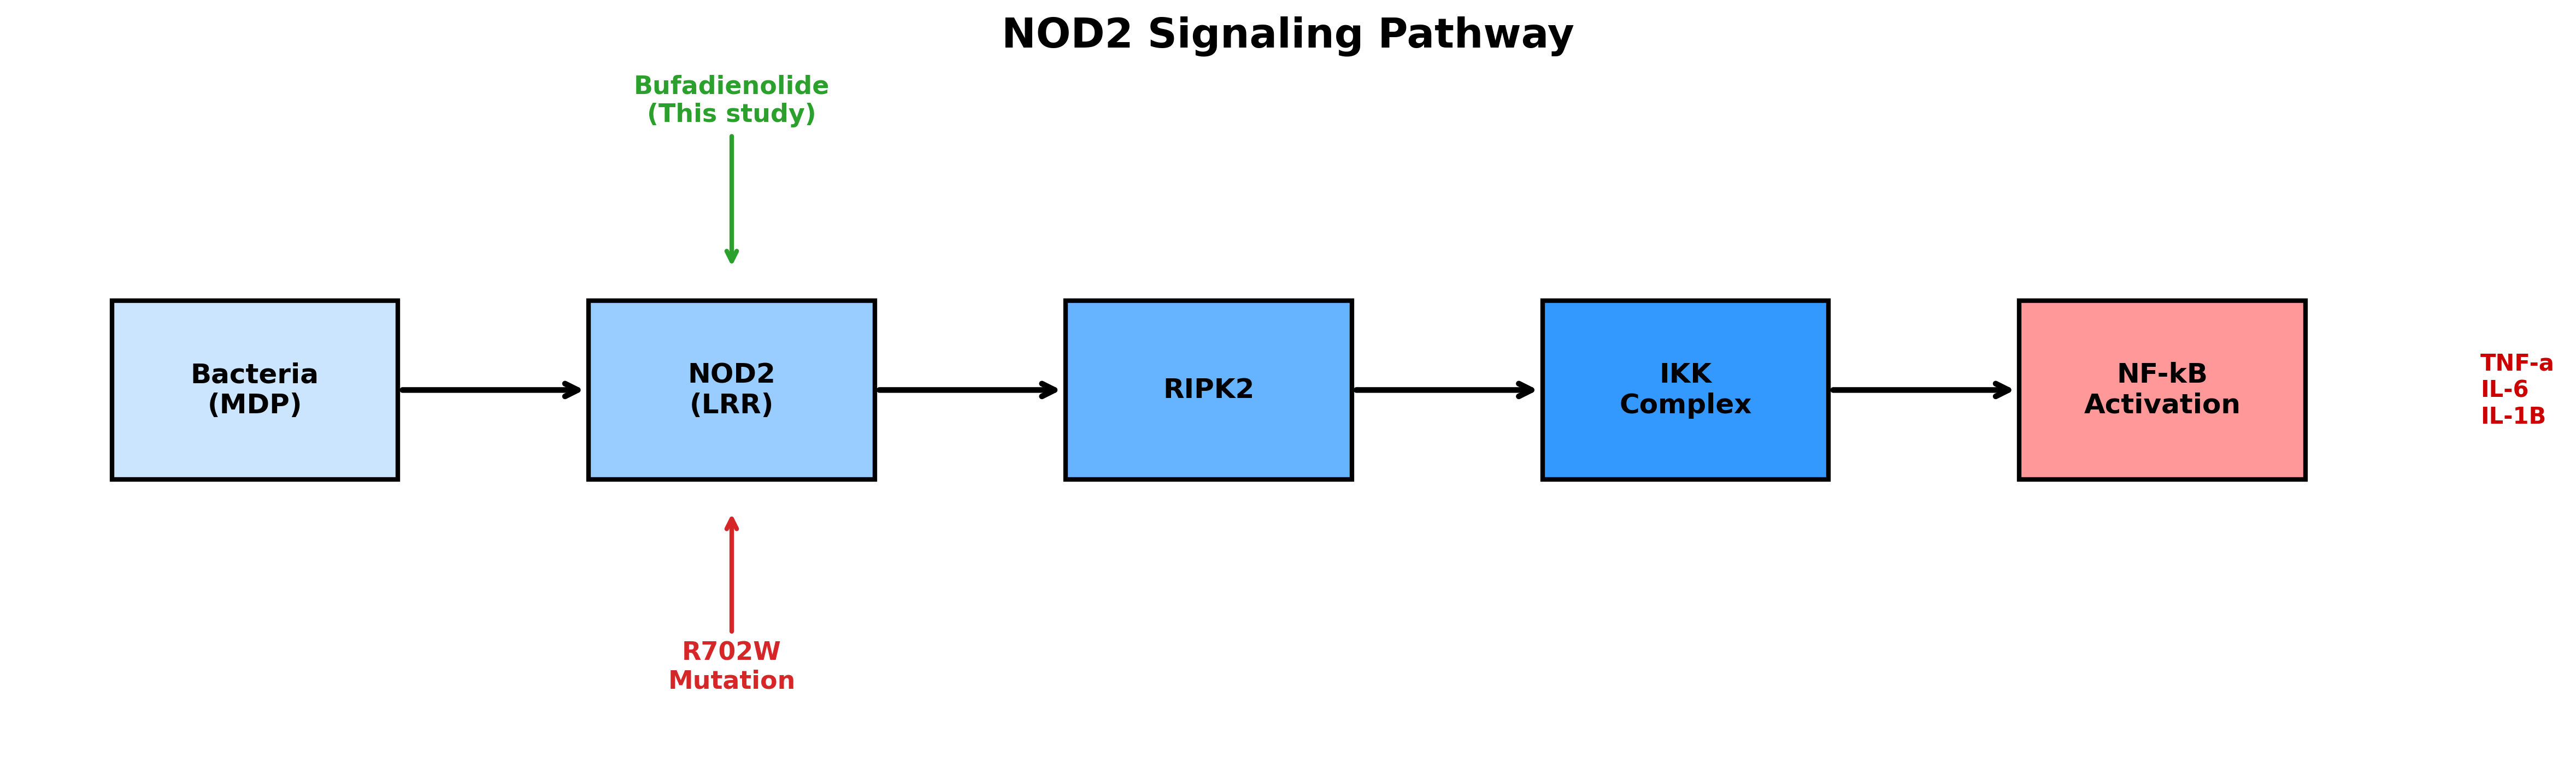 NOD2 Signaling Pathway
Bufadienolide
(This study)
Bacteria
(MDP)
NOD2
(LRR)
RIPK2
IKK
Complex
NF-kB
Activation
TNF-a
IL-6
IL-1B
R702W
Mutation